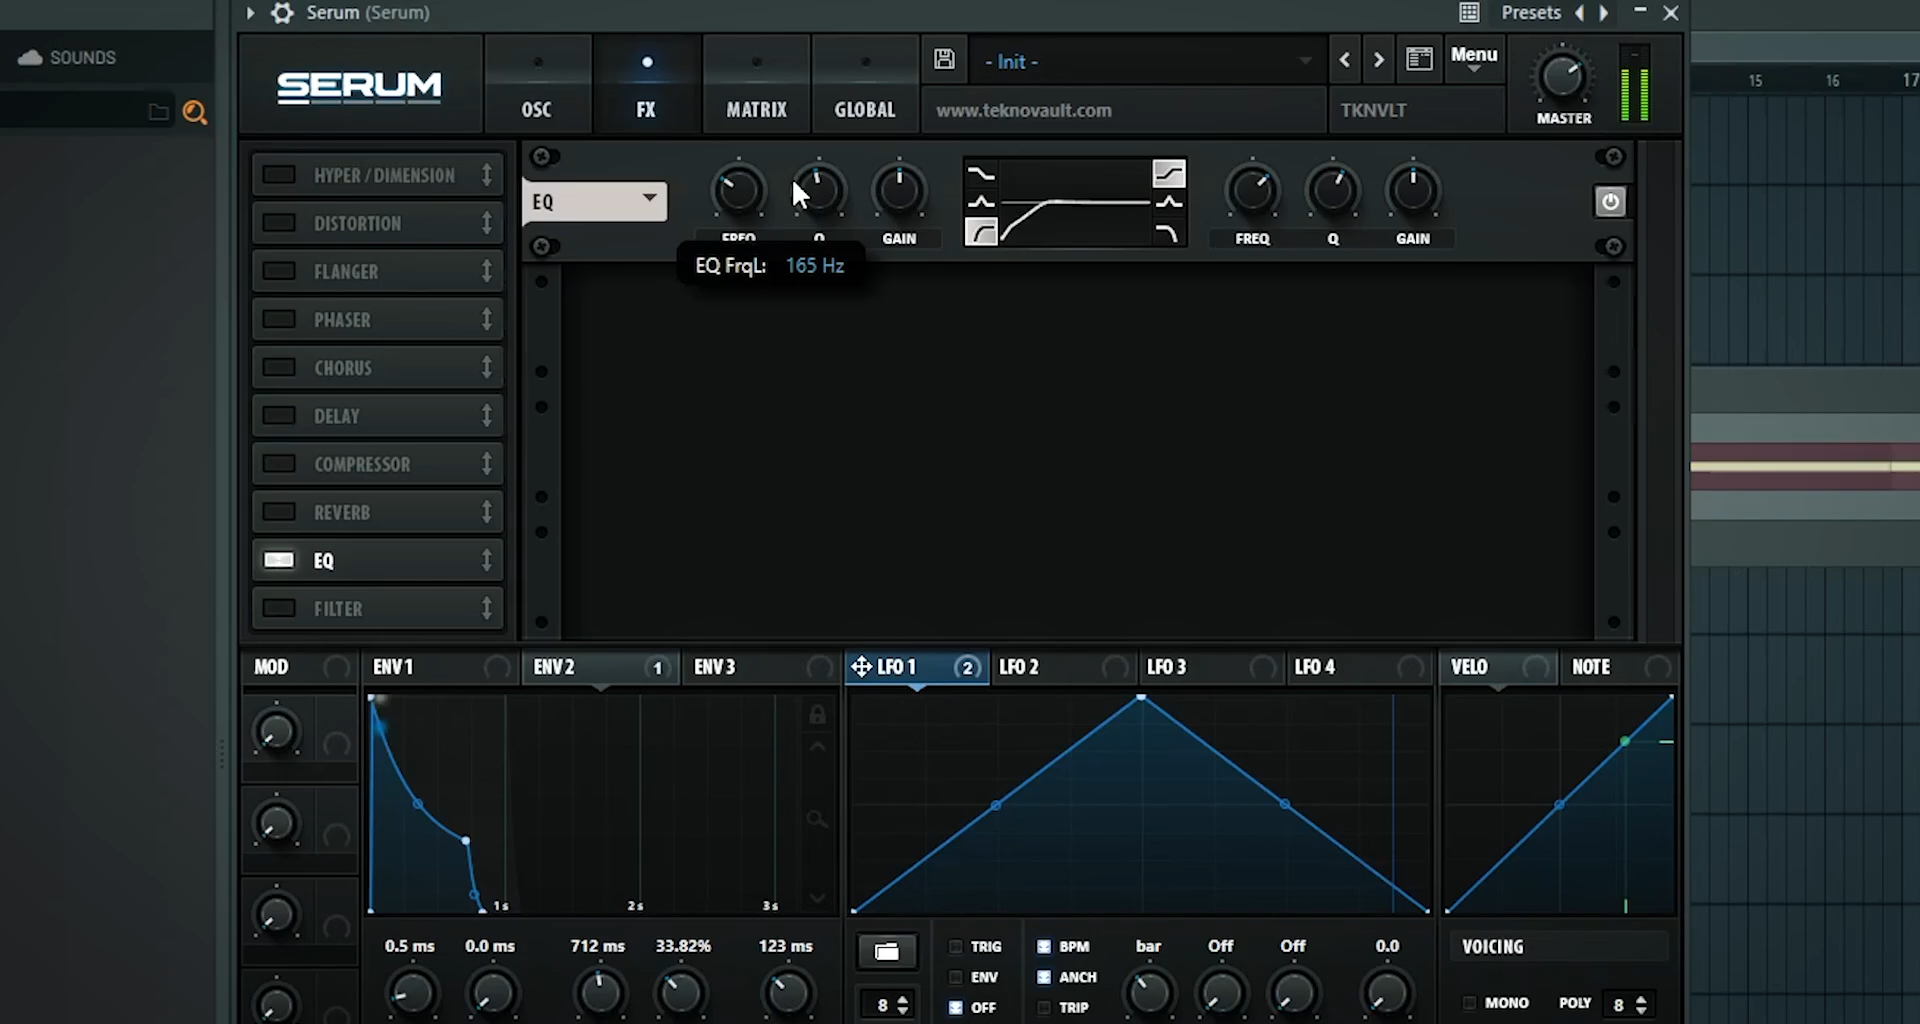 Serum (Serum)
Presets
SOUNDS
15 16 17
SERUM
OSC FX MATRIX GLOBAL
- Init -
Menu
www.teknovault.com
TKNVLT
MASTER
HYPER / DIMENSION
DISTORTION
FLANGER
PHASER
CHORUS
DELAY
COMPRESSOR
REVERB
EQ
FILTER
EQ
FREQ Q GAIN
FREQ Q GAIN
EQ FrqL: 165 Hz
MOD ENV 1 ENV 2 1 ENV 3 LFO 1 2 LFO 2 LFO 3 LFO 4 VELO NOTE
1s 2s 3s
0.5 ms 0.0 ms 712 ms 33.82% 123 ms
TRIG BPM bar Off Off 0.0 VOICING
ENV ANCH
8 OFF TRIP MONO POLY 8